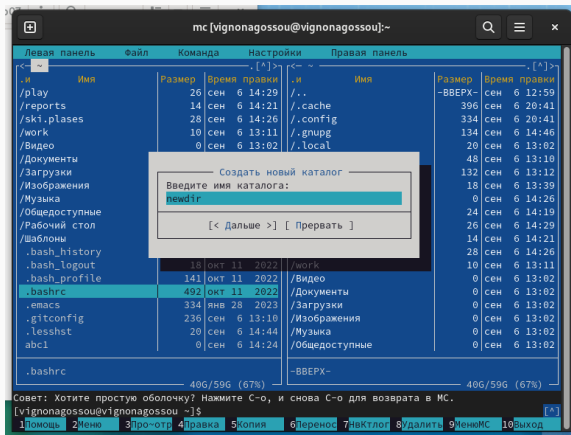 mc [vignonagossou@vignonagossou]:~
Левая панель Файл Команда Настройки Правая панель
<— ~ .[^]> <— ~ .[^]>
.и Имя Размер Время правки .и Имя Размер Время правки
/play 26 сен 6 14:29 /.. -ВВЕРХ- сен 6 12:59
/reports 14 сен 6 14:21 /.cache 396 сен 6 20:41
/ski.plases 28 сен 6 14:26 /.config 334 сен 6 20:41
/work 10 сен 6 13:11 /.gnupg 134 сен 6 14:46
/Видео 0 сен 6 13:02 /.local 20 сен 6 13:02
/Документы 48 сен 6 13:10
/Загрузки 132 сен 6 13:12
/Изображения 18 сен 6 13:39
/Музыка 0 сен 6 14:26
/Общедоступные 24 сен 6 14:19
/Рабочий стол 26 сен 6 14:29
/Шаблоны 14 сен 6 14:21
.bash_history 28 сен 6 14:26
.bash_logout 18 окт 11 2022 /work 10 сен 6 13:11
.bash_profile 141 окт 11 2022 /Видео 0 сен 6 13:02
.bashrc 492 окт 11 2022 /Документы 0 сен 6 13:02
.emacs 334 янв 28 2023 /Загрузки 0 сен 6 13:02
.gitconfig 236 сен 6 13:10 /Изображения 0 сен 6 13:02
.lesshst 20 сен 6 14:44 /Музыка 0 сен 6 13:02
abc1 0 сен 6 14:24 /Общедоступные 0 сен 6 13:02
Создать новый каталог
Введите имя каталога:
newdir
[< Дальше >] [ Прервать ]
.bashrc -ВВЕРХ-
40G/59G (67%) 40G/59G (67%)
Совет: Хотите простую оболочку? Нажмите C-o, и снова C-o для возврата в MC.
[vignonagossou@vignonagossou ~]$ [^]
1Помощь 2Меню 3Про~отр 4Правка 5Копия 6Перенос 7НвКтлог 8Удалить 9МенюMC 10Выход